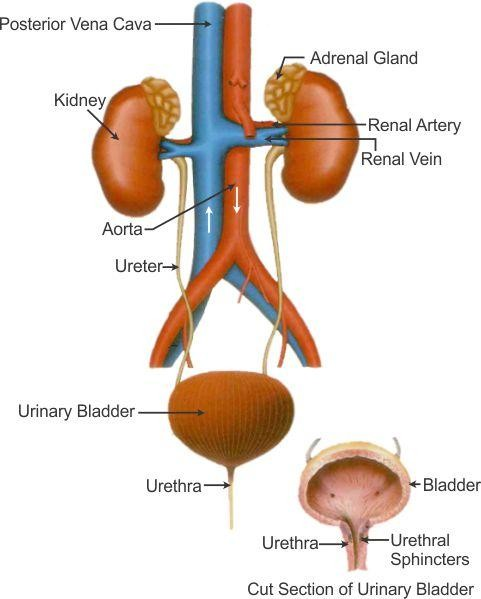 Posterior Vena Cava
Adrenal Gland
Kidney
Renal Artery
Renal Vein
Aorta
Ureter
Urinary Bladder
Urethra
Bladder
Urethra
Urethral
Sphincters
Cut Section of Urinary Bladder